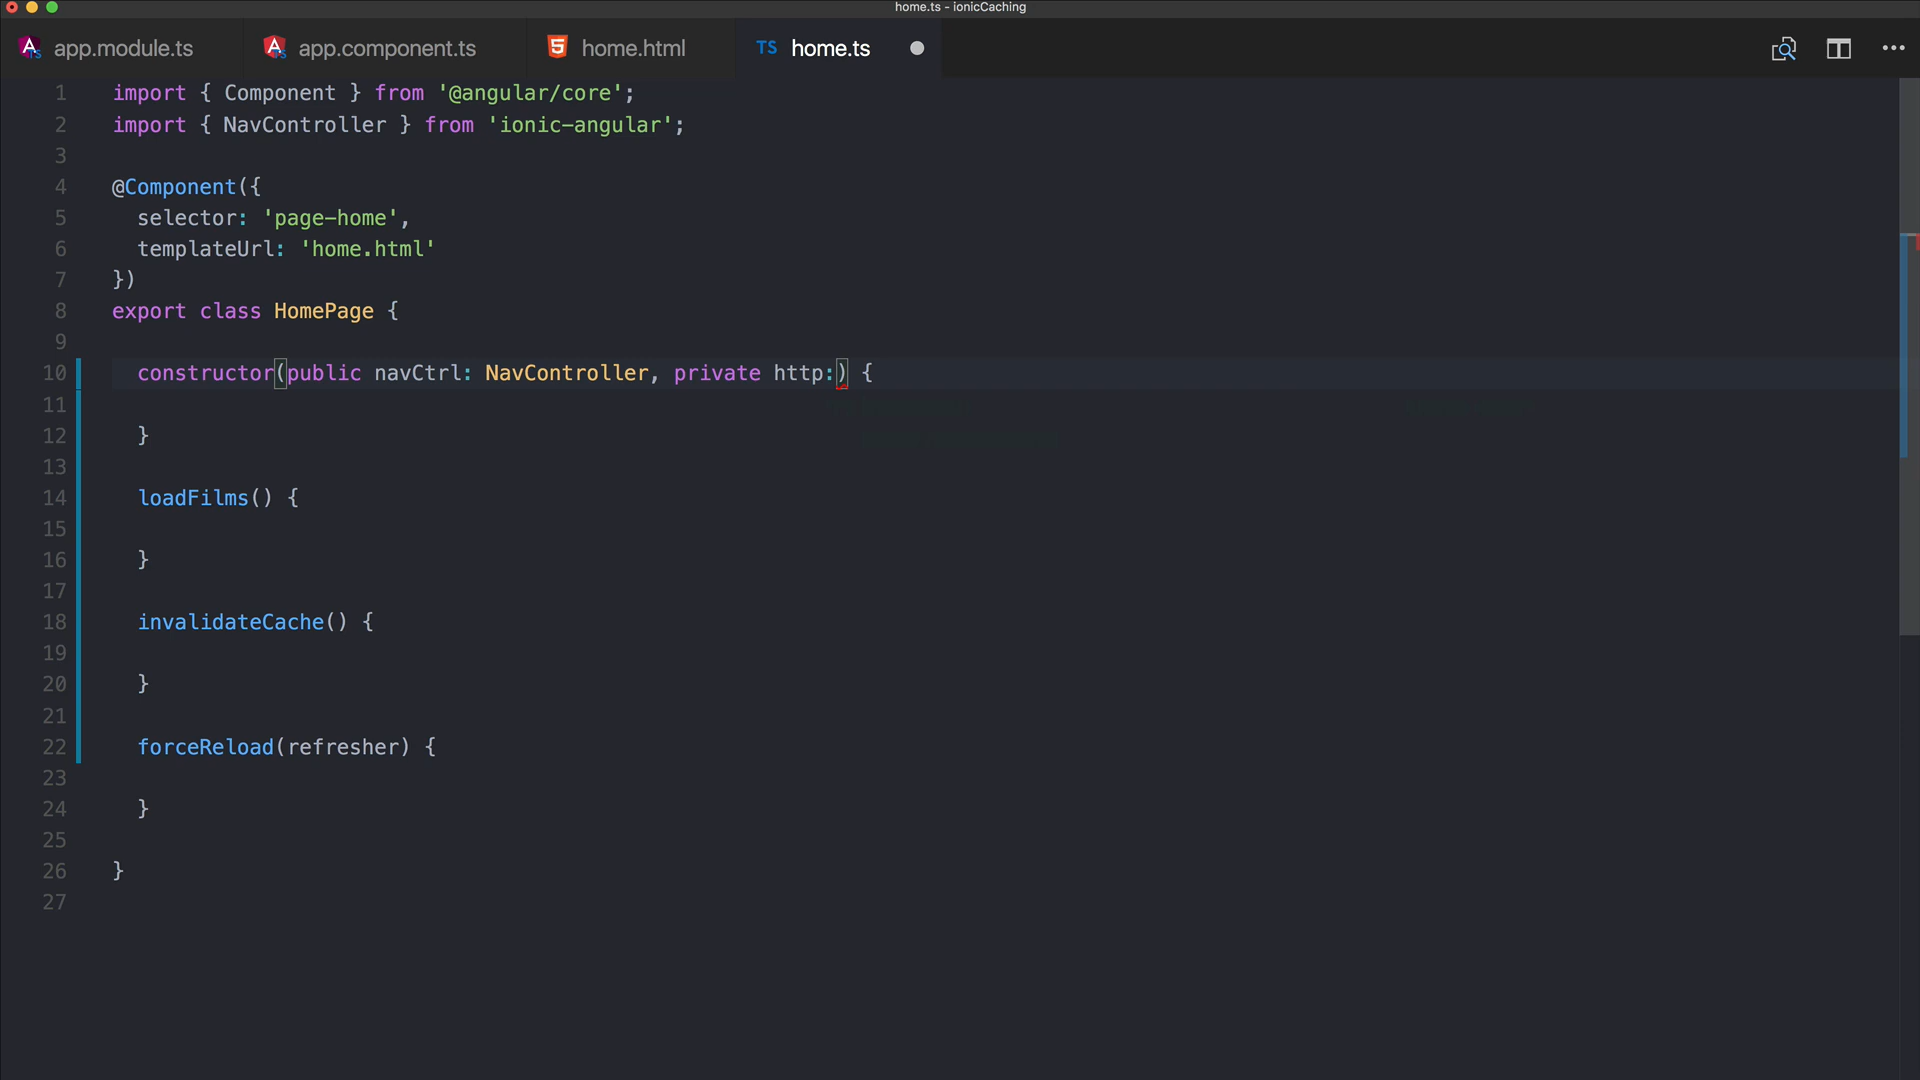 home.ts - ionicCaching
app.module.ts app.component.ts home.html TS home.ts
1 import { Component } from '@angular/core';
2 import { NavController } from 'ionic-angular';
3
4 @Component({
5 selector: 'page-home',
6 templateUrl: 'home.html'
7 })
8 export class HomePage {
9
10 constructor(public navCtrl: NavController, private http:) {
11
12 }
13
14 loadFilms() {
15
16 }
17
18 invalidateCache() {
19
20 }
21
22 forceReload(refresher) {
23
24 }
25
26 }
27